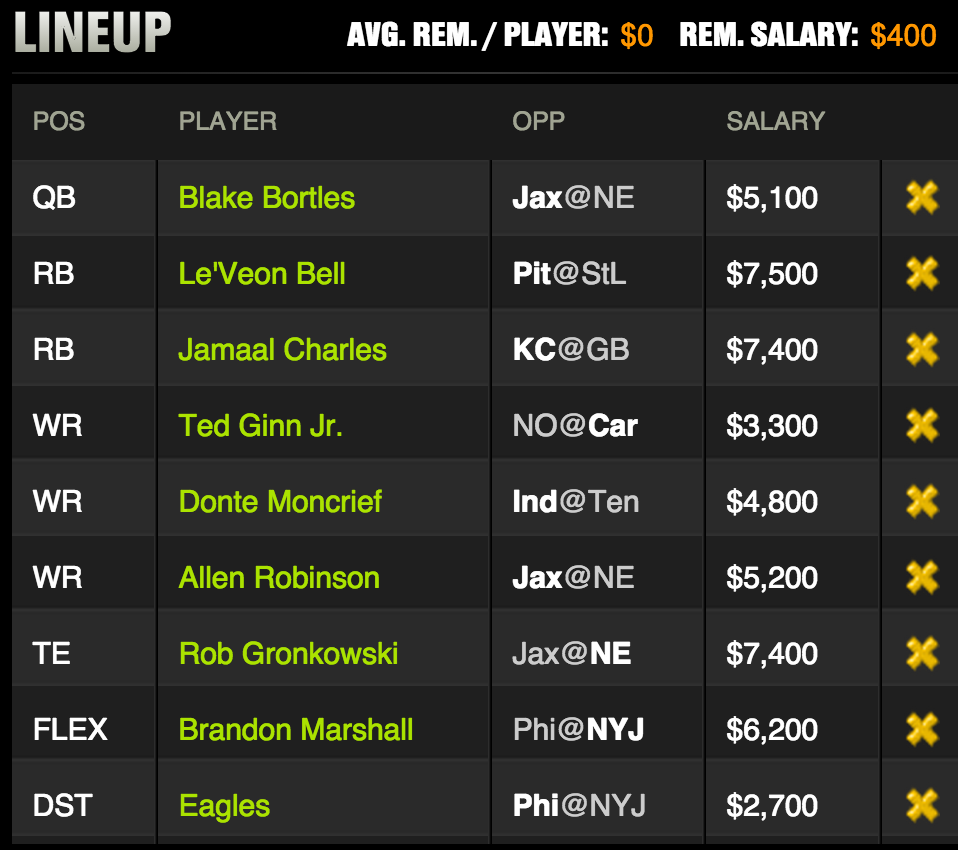 LINEUP AVG. REM. / PLAYER: $0 REM. SALARY: $400
POS PLAYER OPP SALARY
QB Blake Bortles Jax@NE $5,100
RB Le'Veon Bell Pit@StL $7,500
RB Jamaal Charles KC@GB $7,400
WR Ted Ginn Jr. NO@Car $3,300
WR Donte Moncrief Ind@Ten $4,800
WR Allen Robinson Jax@NE $5,200
TE Rob Gronkowski Jax@NE $7,400
FLEX Brandon Marshall Phi@NYJ $6,200
DST Eagles Phi@NYJ $2,700